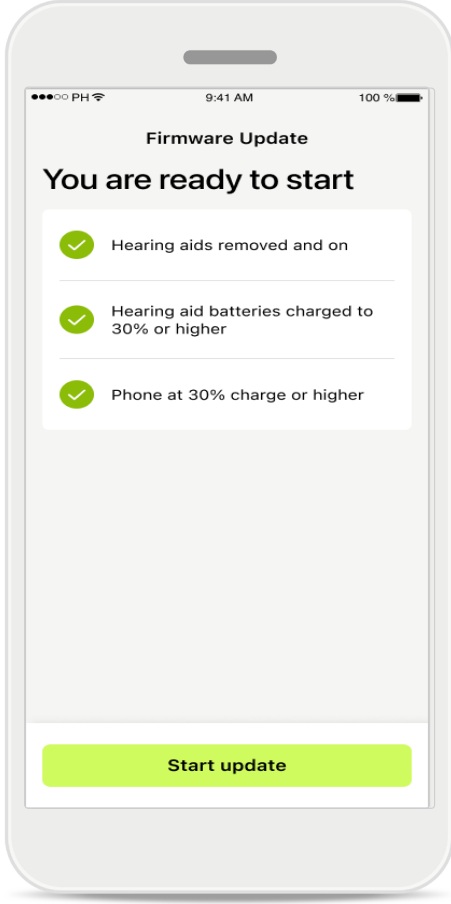 PH 9:41 AM 100 %
Firmware Update
You are ready to start
Hearing aids removed and on
Hearing aid batteries charged to
30% or higher
Phone at 30% charge or higher
Start update